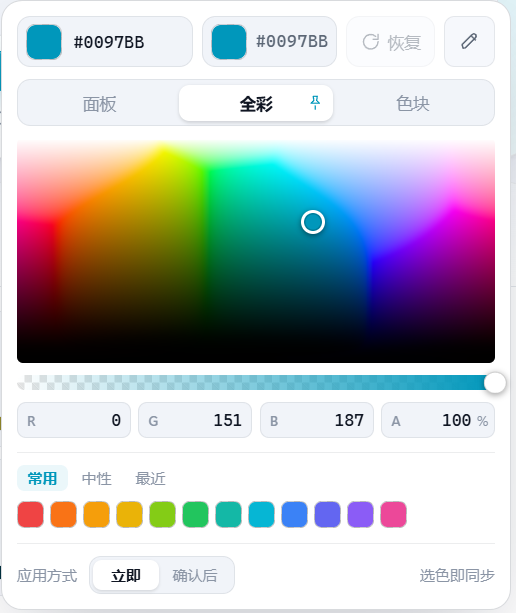 #0097BB #0097BB 恢复
面板 全彩 色块
R 0 G 151 B 187 A 100 %
常用 中性 最近
应用方式 立即 确认后 选色即同步